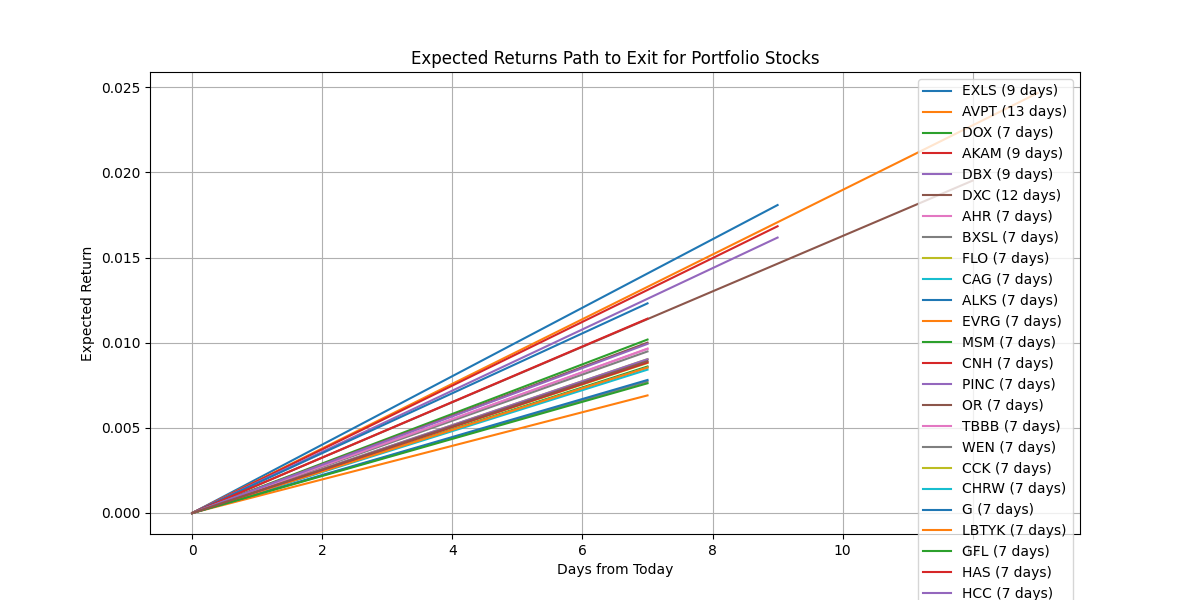 Expected Returns Path to Exit for Portfolio Stocks
Expected Return
0.025
0.020
0.015
0.010
0.005
0.000
0 2 4 6 8 10
Days from Today
EXLS (9 days)
AVPT (13 days)
DOX (7 days)
AKAM (9 days)
DBX (9 days)
DXC (12 days)
AHR (7 days)
BXSL (7 days)
FLO (7 days)
CAG (7 days)
ALKS (7 days)
EVRG (7 days)
MSM (7 days)
CNH (7 days)
PINC (7 days)
OR (7 days)
TBBB (7 days)
WEN (7 days)
CCK (7 days)
CHRW (7 days)
G (7 days)
LBTYK (7 days)
GFL (7 days)
HAS (7 days)
HCC (7 days)